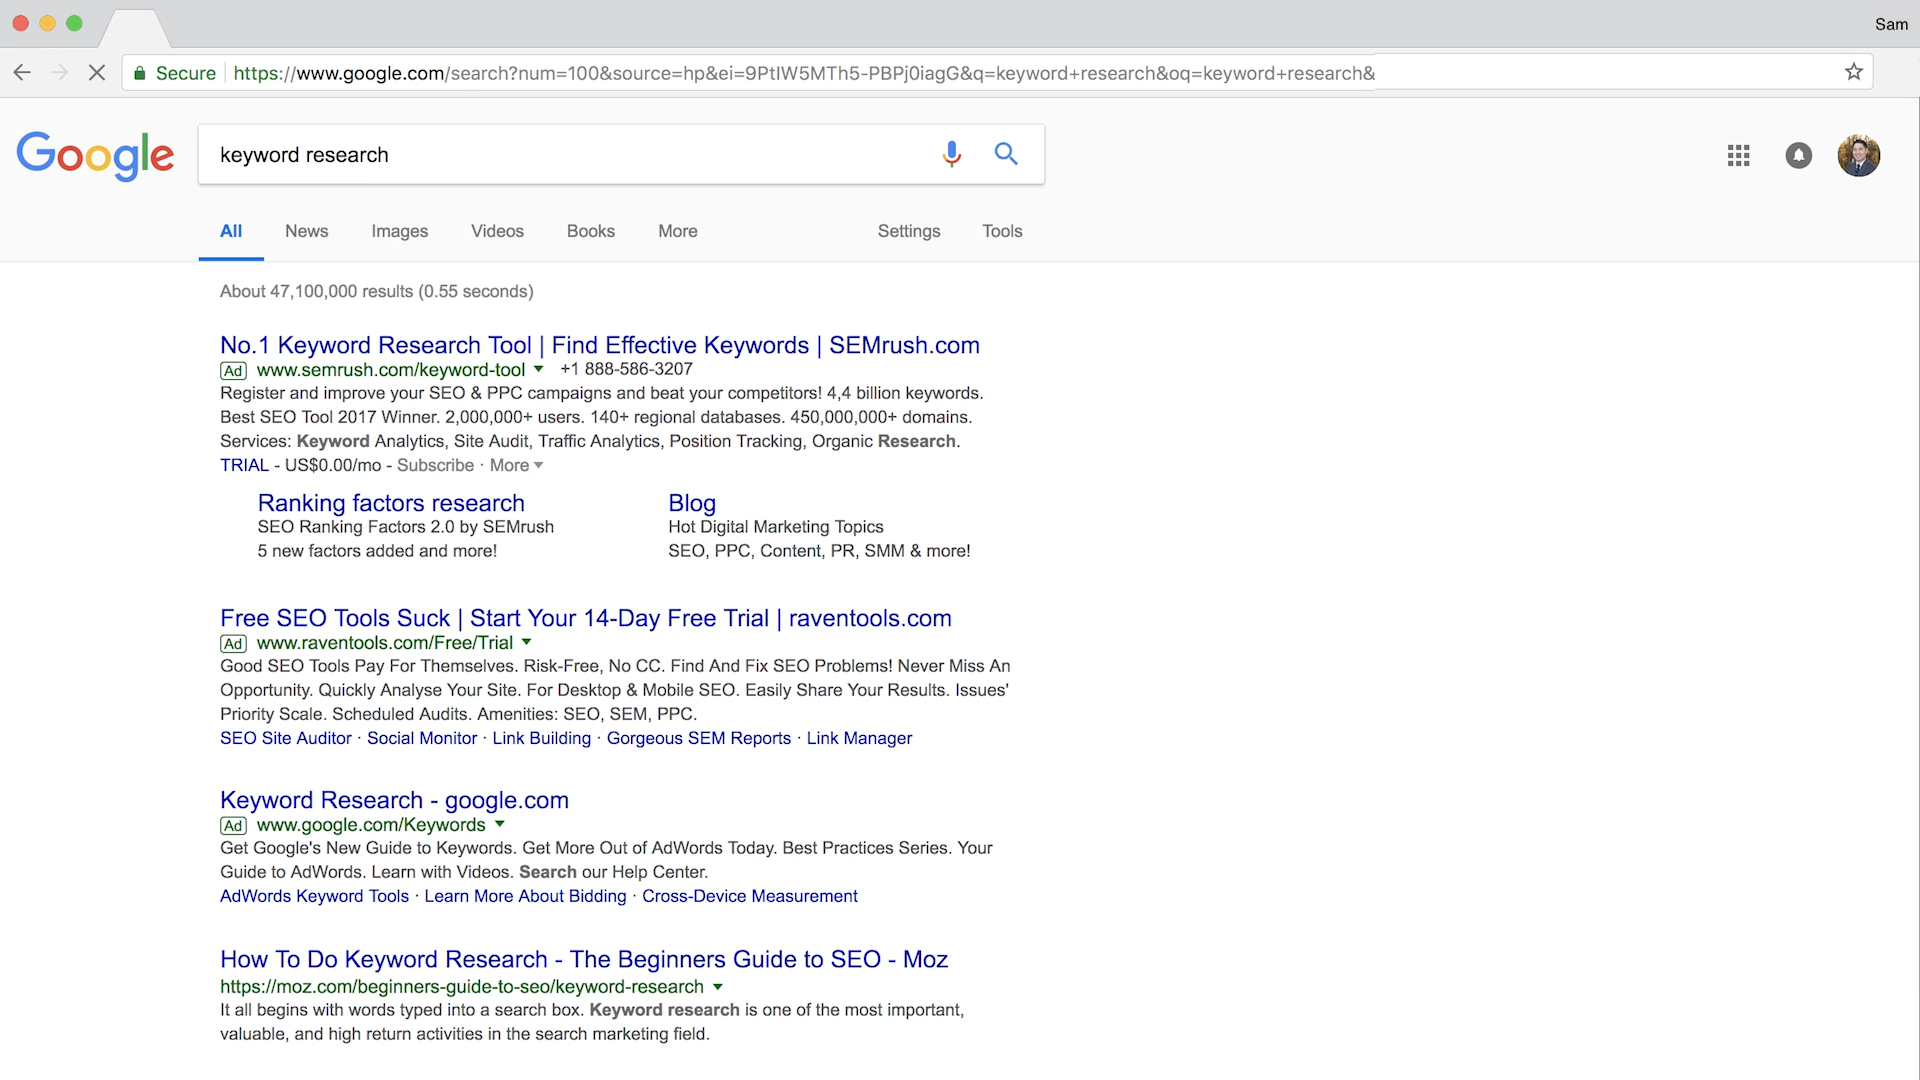 Sam
Secure https://www.google.com/search?num=100&source=hp&ei=9PtIW5MTh5-PBPj0iagG&q=keyword+research&oq=keyword+research&
Google
keyword research
All News Images Videos Books More Settings Tools
About 47,100,000 results (0.55 seconds)
No.1 Keyword Research Tool | Find Effective Keywords | SEMrush.com
Ad www.semrush.com/keyword-tool +1 888-586-3207
Register and improve your SEO & PPC campaigns and beat your competitors! 4,4 billion keywords.
Best SEO Tool 2017 Winner. 2,000,000+ users. 140+ regional databases. 450,000,000+ domains.
Services: Keyword Analytics, Site Audit, Traffic Analytics, Position Tracking, Organic Research.
TRIAL - US$0.00/mo - Subscribe · More
Ranking factors research
SEO Ranking Factors 2.0 by SEMrush
5 new factors added and more!
Blog
Hot Digital Marketing Topics
SEO, PPC, Content, PR, SMM & more!
Free SEO Tools Suck | Start Your 14-Day Free Trial | raventools.com
Ad www.raventools.com/Free/Trial
Good SEO Tools Pay For Themselves. Risk-Free, No CC. Find And Fix SEO Problems! Never Miss An
Opportunity. Quickly Analyse Your Site. For Desktop & Mobile SEO. Easily Share Your Results. Issues'
Priority Scale. Scheduled Audits. Amenities: SEO, SEM, PPC.
SEO Site Auditor · Social Monitor · Link Building · Gorgeous SEM Reports · Link Manager
Keyword Research - google.com
Ad www.google.com/Keywords
Get Google's New Guide to Keywords. Get More Out of AdWords Today. Best Practices Series. Your
Guide to AdWords. Learn with Videos. Search our Help Center.
AdWords Keyword Tools · Learn More About Bidding · Cross-Device Measurement
How To Do Keyword Research - The Beginners Guide to SEO - Moz
https://moz.com/beginners-guide-to-seo/keyword-research
It all begins with words typed into a search box. Keyword research is one of the most important,
valuable, and high return activities in the search marketing field.